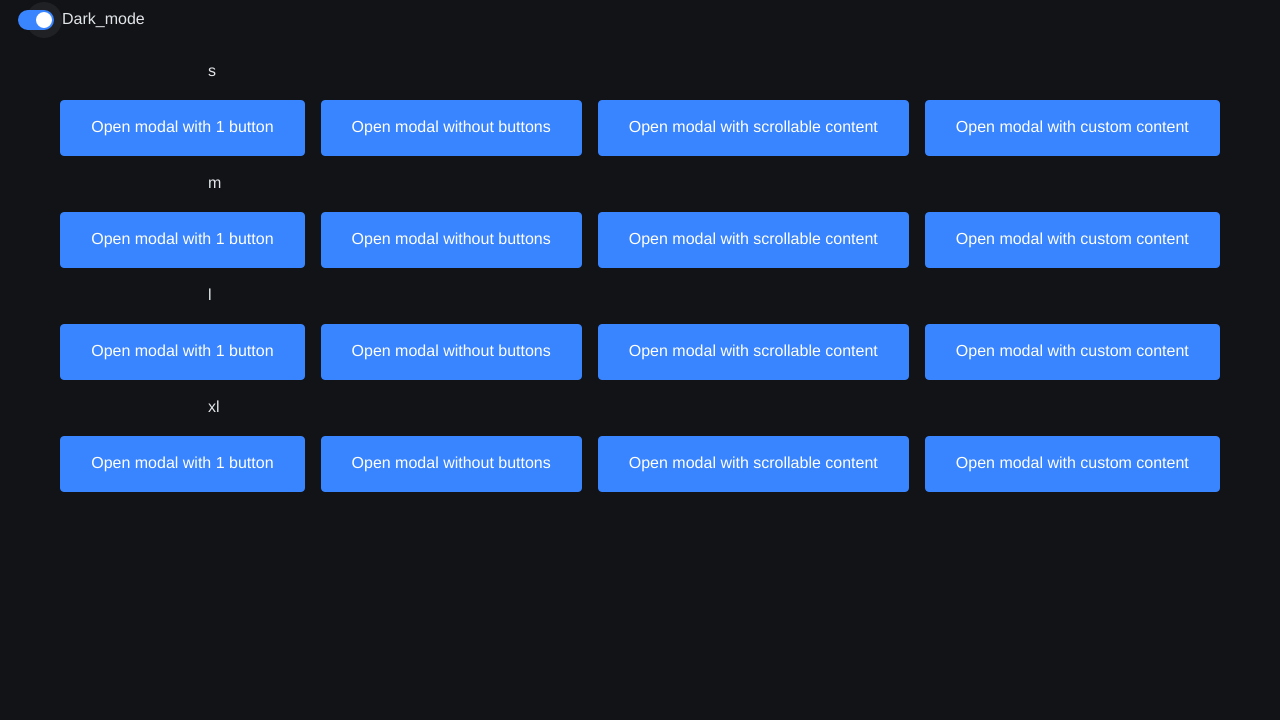 Dark_mode
s
Open modal with 1 button Open modal without buttons Open modal with scrollable content Open modal with custom content
m
Open modal with 1 button Open modal without buttons Open modal with scrollable content Open modal with custom content
l
Open modal with 1 button Open modal without buttons Open modal with scrollable content Open modal with custom content
xl
Open modal with 1 button Open modal without buttons Open modal with scrollable content Open modal with custom content